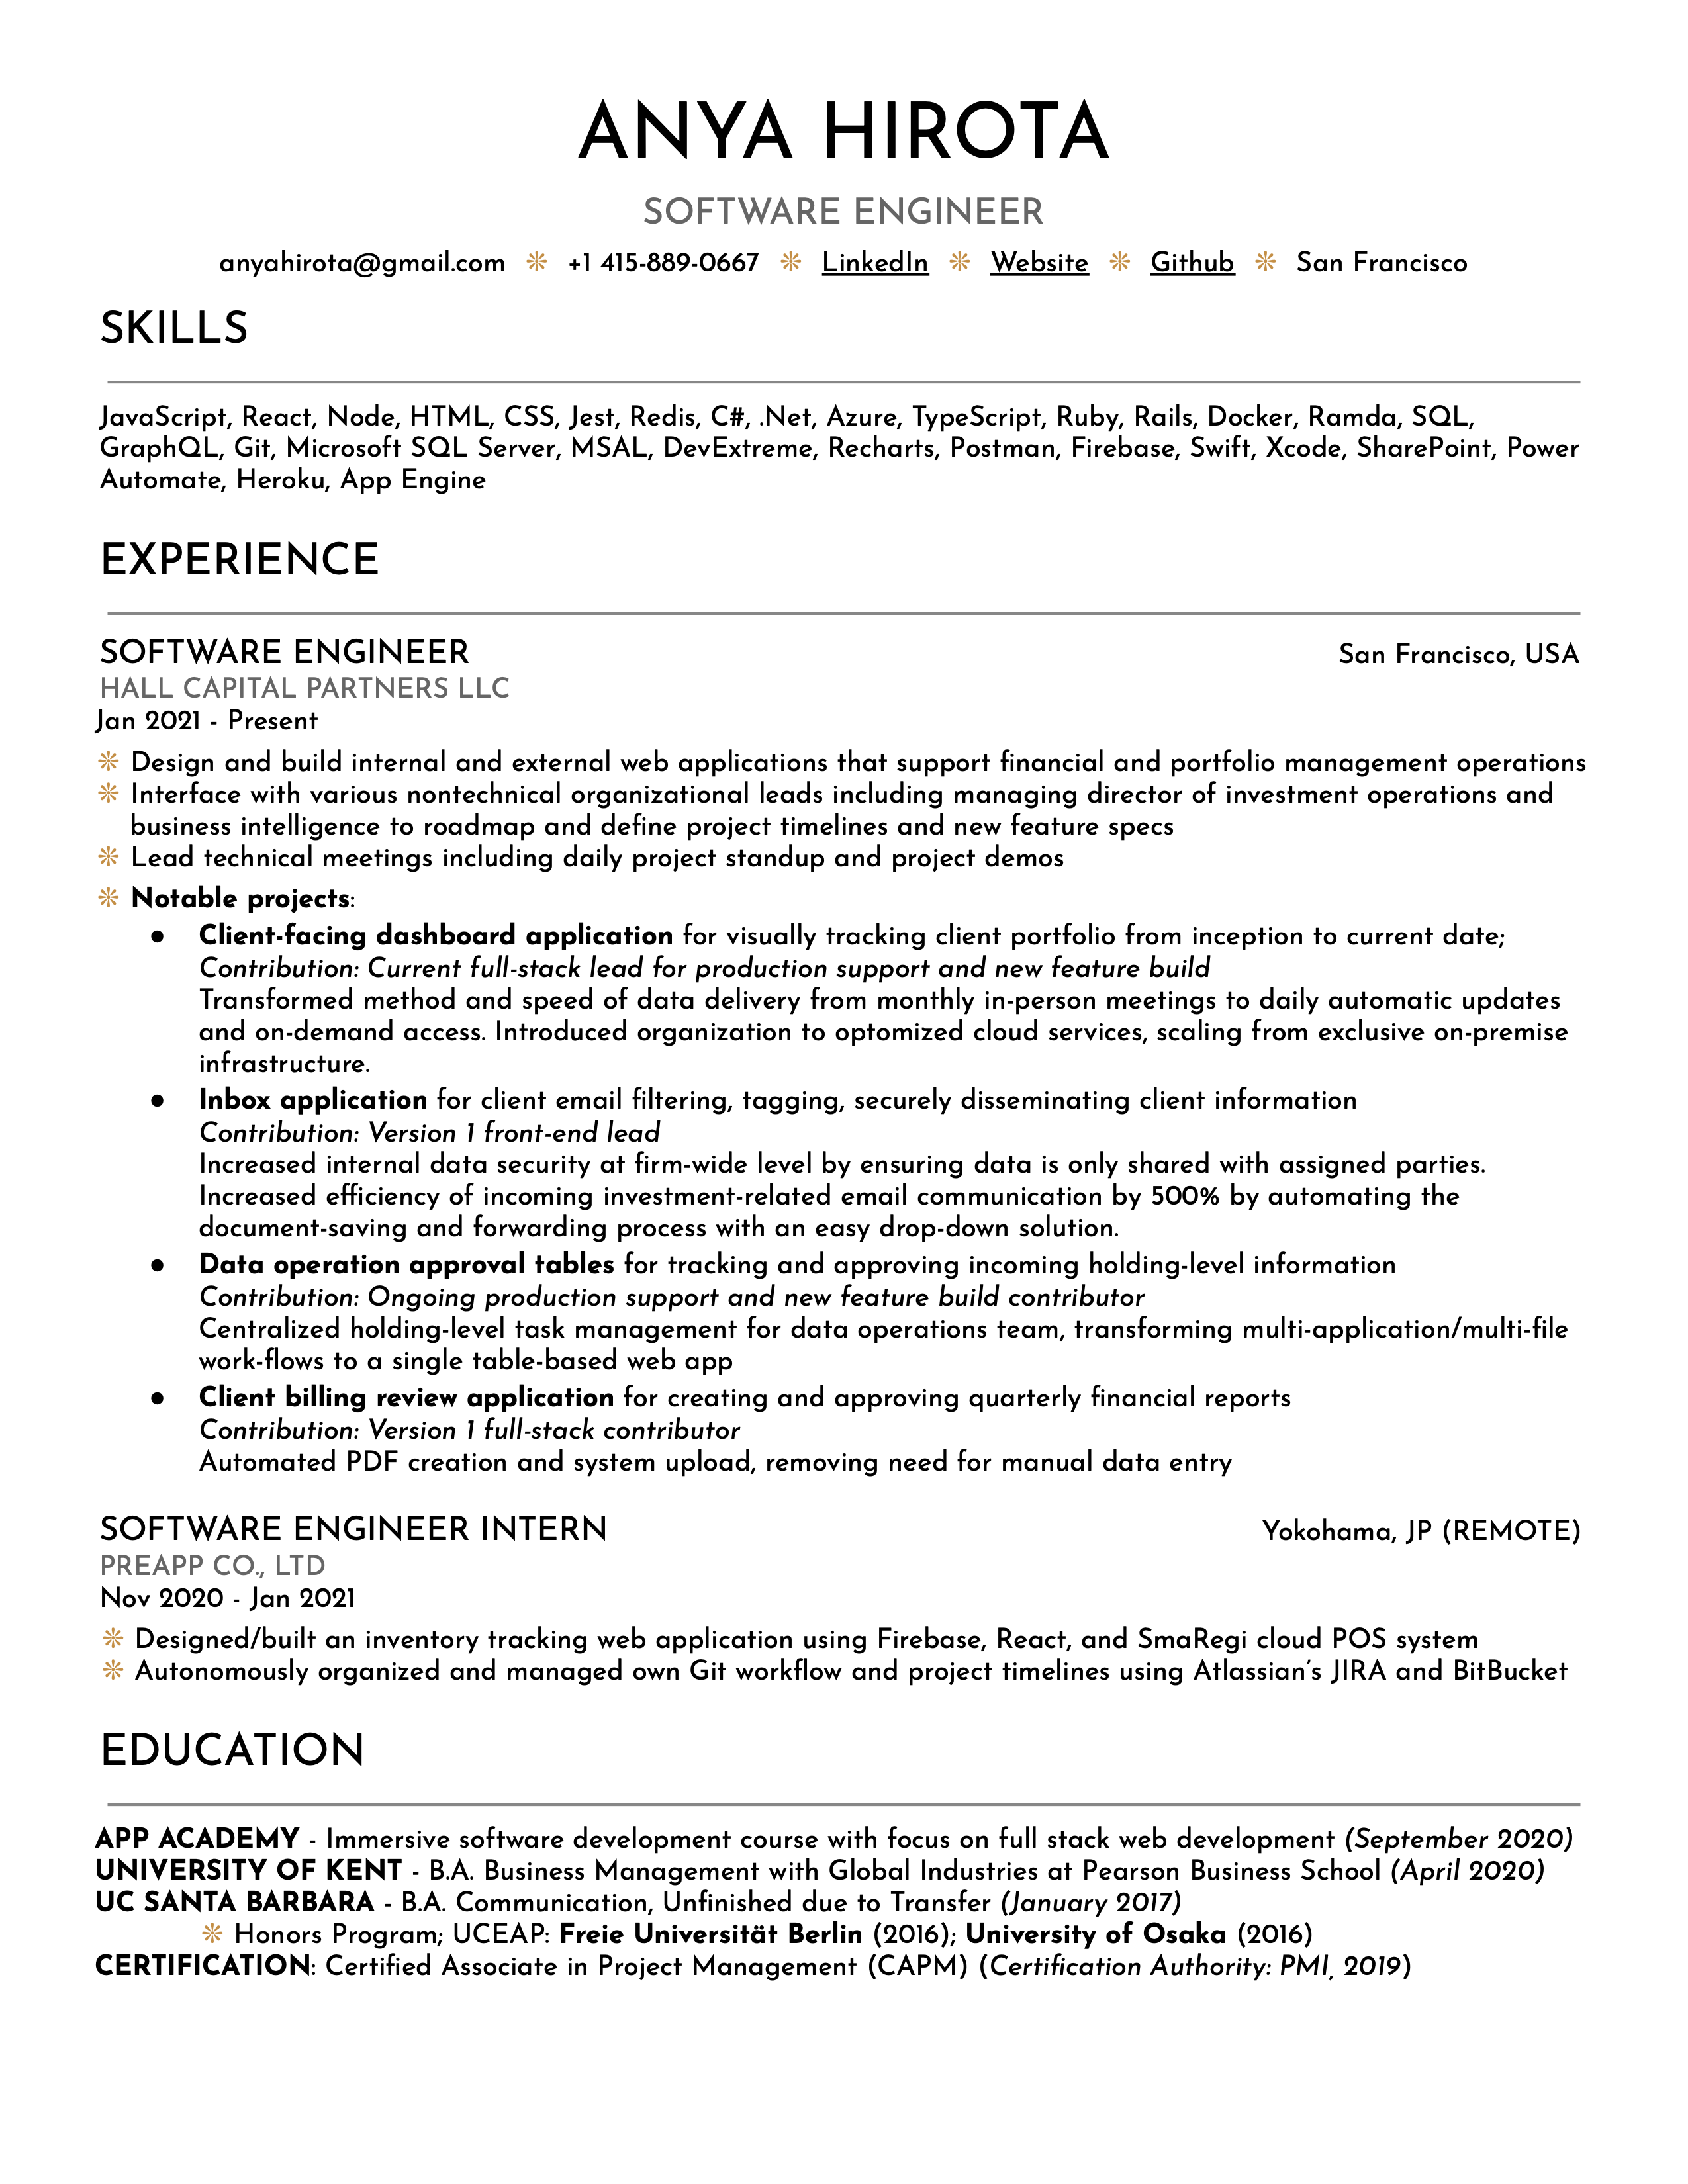 ANYA HIROTA
SOFTWARE ENGINEER
anyahirota@gmail.com ❊ +1 415-889-0667 ❊ LinkedIn ❊ Website ❊ Github ❊ San Francisco
SKILLS
JavaScript, React, Node, HTML, CSS, Jest, Redis, C#, .Net, Azure, TypeScript, Ruby, Rails, Docker, Ramda, SQL,
GraphQL, Git, Microsoft SQL Server, MSAL, DevExtreme, Recharts, Postman, Firebase, Swift, Xcode, SharePoint, Power
Automate, Heroku, App Engine
EXPERIENCE
SOFTWARE ENGINEER San Francisco, USA
HALL CAPITAL PARTNERS LLC
Jan 2021 - Present
❊ Design and build internal and external web applications that support financial and portfolio management operations
❊ Interface with various nontechnical organizational leads including managing director of investment operations and
business intelligence to roadmap and define project timelines and new feature specs
❊ Lead technical meetings including daily project standup and project demos
❊ Notable projects:
● Client-facing dashboard application for visually tracking client portfolio from inception to current date;
Contribution: Current full-stack lead for production support and new feature build
Transformed method and speed of data delivery from monthly in-person meetings to daily automatic updates
and on-demand access. Introduced organization to optomized cloud services, scaling from exclusive on-premise
infrastructure.
● Inbox application for client email filtering, tagging, securely disseminating client information
Contribution: Version 1 front-end lead
Increased internal data security at firm-wide level by ensuring data is only shared with assigned parties.
Increased efficiency of incoming investment-related email communication by 500% by automating the
document-saving and forwarding process with an easy drop-down solution.
● Data operation approval tables for tracking and approving incoming holding-level information
Contribution: Ongoing production support and new feature build contributor
Centralized holding-level task management for data operations team, transforming multi-application/multi-file
work-flows to a single table-based web app
● Client billing review application for creating and approving quarterly financial reports
Contribution: Version 1 full-stack contributor
Automated PDF creation and system upload, removing need for manual data entry
SOFTWARE ENGINEER INTERN Yokohama, JP (REMOTE)
PREAPP CO., LTD
Nov 2020 - Jan 2021
❊ Designed/built an inventory tracking web application using Firebase, React, and SmaRegi cloud POS system
❊ Autonomously organized and managed own Git workflow and project timelines using Atlassian's JIRA and BitBucket
EDUCATION
APP ACADEMY - Immersive software development course with focus on full stack web development (September 2020)
UNIVERSITY OF KENT - B.A. Business Management with Global Industries at Pearson Business School (April 2020)
UC SANTA BARBARA - B.A. Communication, Unfinished due to Transfer (January 2017)
❊ Honors Program; UCEAP: Freie Universität Berlin (2016); University of Osaka (2016)
CERTIFICATION: Certified Associate in Project Management (CAPM) (Certification Authority: PMI, 2019)